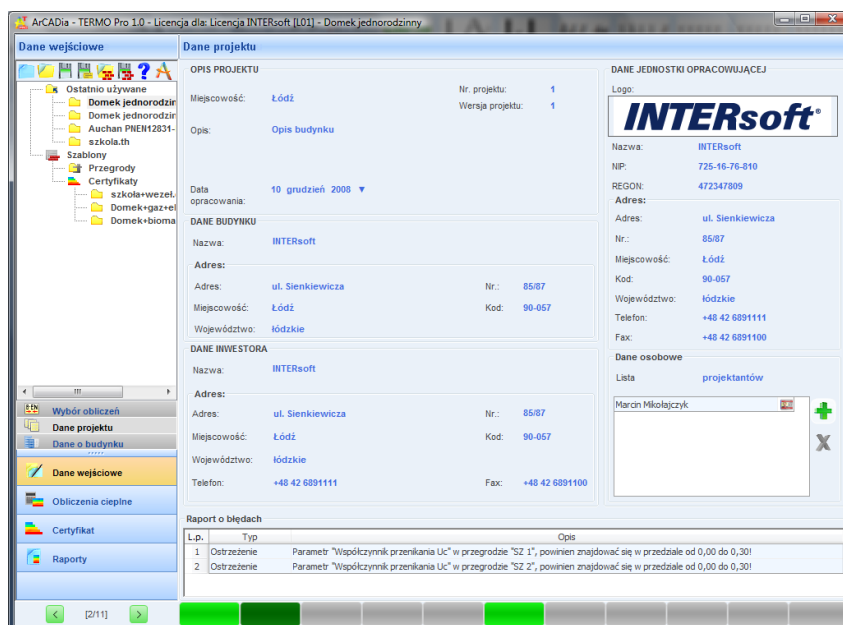 ArCADia - TERMO Pro 1.0 - Licencja dla: Licencja INTERsoft [L01] - Domek jednorodzinny
Dane wejściowe
Dane projektu
Ostatnio używane
Domek jednorodzin
Domek jednorodzin
Auchan PNEN12831-
szkola.th
Szablony
Przegrody
Certyfikaty
szkoła+wezeł.
Domek+gaz+el
Domek+bioma
Wybór obliczeń
Dane projektu
Dane o budynku
Dane wejściowe
Obliczenia cieplne
Certyfikat
Raporty
[2/11]
OPIS PROJEKTU
Miejscowość: Łódź
Nr. projektu: 1
Wersja projektu: 1
Opis: Opis budynku
Data opracowania: 10 grudzień 2008
DANE BUDYNKU
Nazwa: INTERsoft
Adres:
Adres: ul. Sienkiewicza Nr.: 85/87
Miejscowość: Łódź Kod: 90-057
Województwo: łódzkie
DANE INWESTORA
Nazwa: INTERsoft
Adres:
Adres: ul. Sienkiewicza Nr.: 85/87
Miejscowość: Łódź Kod: 90-057
Województwo: łódzkie
Telefon: +48 42 6891111 Fax: +48 42 6891100
DANE JEDNOSTKI OPRACOWUJĄCEJ
Logo:
INTERsoft®
Nazwa: INTERsoft
NIP: 725-16-76-810
REGON: 472347809
Adres:
Adres: ul. Sienkiewicza
Nr.: 85/87
Miejscowość: Łódź
Kod: 90-057
Województwo: łódzkie
Telefon: +48 42 6891111
Fax: +48 42 6891100
Dane osobowe
Lista projektantów
Marcin Mikołajczyk
Raport o błędach
L.p. Typ Opis
1 Ostrzeżenie Parametr "Współczynnik przenikania Uc" w przegrodzie "SZ 1", powinien znajdować się w przedziale od 0,00 do 0,30!
2 Ostrzeżenie Parametr "Współczynnik przenikania Uc" w przegrodzie "SZ 2", powinien znajdować się w przedziale od 0,00 do 0,30!